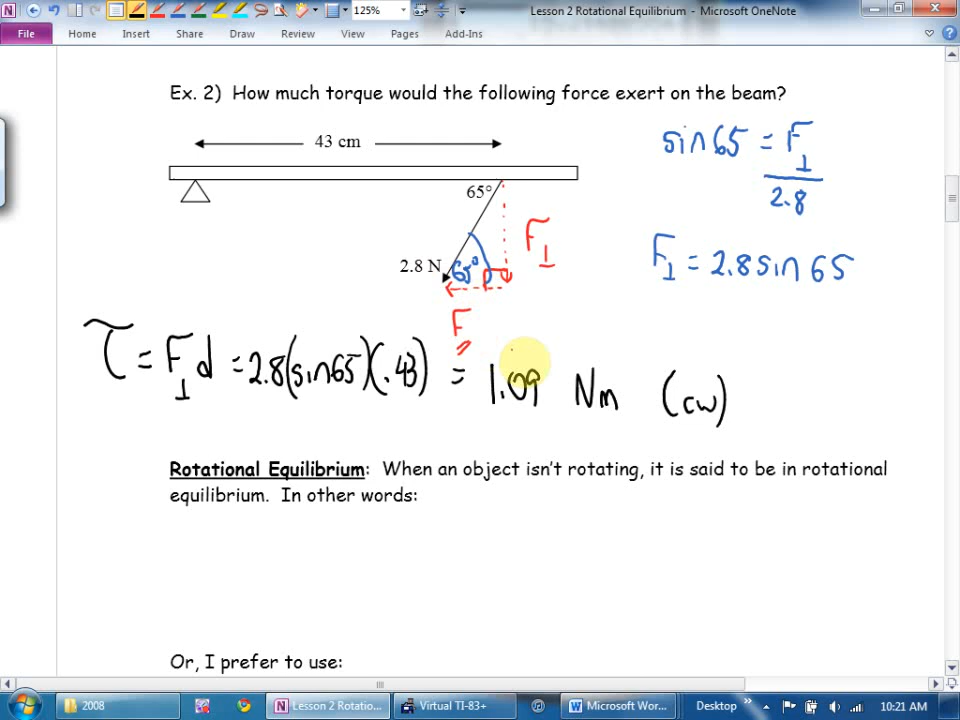 125%
Lesson 2 Rotational Equilibrium - Microsoft OneNote
File Home Insert Share Draw Review View Pages Add-Ins
Ex. 2) How much torque would the following force exert on the beam?
43 cm
sin 65 = F⊥
2.8
65°
F⊥
2.8 N
65°
F⊥ = 2.8 sin 65
F
τ = F⊥ d = 2.8(sin65)(.43) = 1.09 Nm (cw)
Rotational Equilibrium: When an object isn't rotating, it is said to be in rotational
equilibrium. In other words:
Or, I prefer to use:
2008 Lesson 2 Rotatio... Virtual TI-83+ Microsoft Wor... Desktop » 10:21 AM